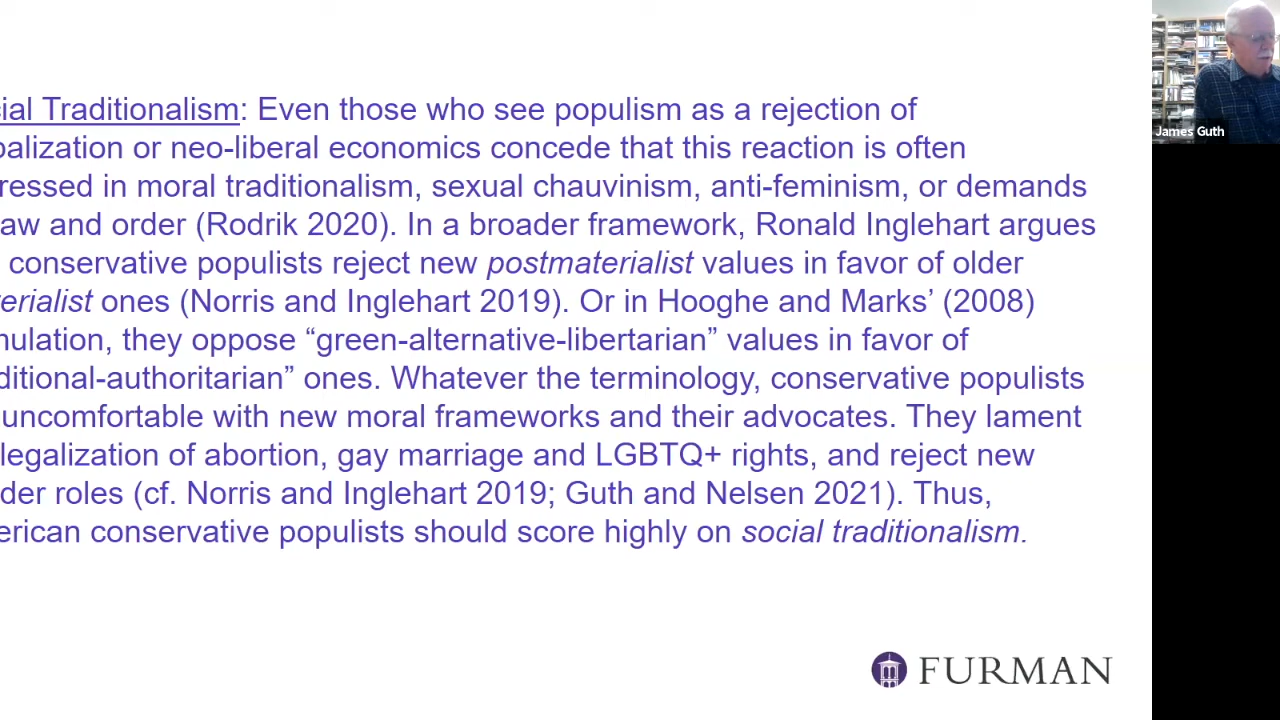 ial Traditionalism: Even those who see populism as a rejection of
alization or neo-liberal economics concede that this reaction is often
ressed in moral traditionalism, sexual chauvinism, anti-feminism, or demands
aw and order (Rodrik 2020). In a broader framework, Ronald Inglehart argues
conservative populists reject new postmaterialist values in favor of older
erialist ones (Norris and Inglehart 2019). Or in Hooghe and Marks’ (2008)
mulation, they oppose “green-alternative-libertarian” values in favor of
ditional-authoritarian” ones. Whatever the terminology, conservative populists
uncomfortable with new moral frameworks and their advocates. They lament
legalization of abortion, gay marriage and LGBTQ+ rights, and reject new
der roles (cf. Norris and Inglehart 2019; Guth and Nelsen 2021). Thus,
erican conservative populists should score highly on social traditionalism.
FURMAN
James Guth